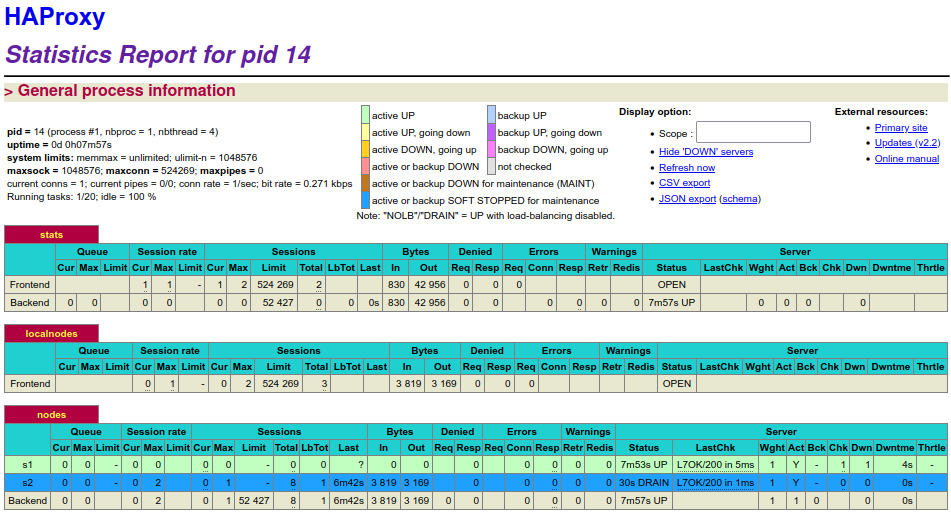 HAProxy
Statistics Report for pid 14
> General process information
pid = 14 (process #1, nbproc = 1, nbthread = 4)
uptime = 0d 0h07m57s
system limits: memmax = unlimited; ulimit-n = 1048576
maxsock = 1048576; maxconn = 524269; maxpipes = 0
current conns = 1; current pipes = 0/0; conn rate = 1/sec; bit rate = 0.271 kbps
Running tasks: 1/20; idle = 100 %
active UP backup UP
active UP, going down backup UP, going down
active DOWN, going up backup DOWN, going up
active or backup DOWN not checked
active or backup DOWN for maintenance (MAINT)
active or backup SOFT STOPPED for maintenance
Note: "NOLB"/"DRAIN" = UP with load-balancing disabled.
Display option:
Scope :
Hide 'DOWN' servers
Refresh now
CSV export
JSON export (schema)
External resources:
Primary site
Updates (v2.2)
Online manual
stats
Queue Session rate Sessions Bytes Denied Errors Warnings Server
Cur Max Limit Cur Max Limit Cur Max Limit Total LbTot Last In Out Req Resp Req Conn Resp Retr Redis Status LastChk Wght Act Bck Chk Dwn Dwntme Thrtle
Frontend 1 1 - 1 2 524 269 2 830 42 956 0 0 0 OPEN
Backend 0 0 0 0 0 0 52 427 0 0 0s 830 42 956 0 0 0 0 0 0 7m57s UP 0 0 0 0
localnodes
Queue Session rate Sessions Bytes Denied Errors Warnings Server
Cur Max Limit Cur Max Limit Cur Max Limit Total LbTot Last In Out Req Resp Req Conn Resp Retr Redis Status LastChk Wght Act Bck Chk Dwn Dwntme Thrtle
Frontend 0 1 - 0 2 524 269 3 3 819 3 169 0 0 0 OPEN
nodes
Queue Session rate Sessions Bytes Denied Errors Warnings Server
Cur Max Limit Cur Max Limit Cur Max Limit Total LbTot Last In Out Req Resp Req Conn Resp Retr Redis Status LastChk Wght Act Bck Chk Dwn Dwntme Thrtle
s1 0 0 - 0 0 0 0 - 0 0 ? 0 0 0 0 0 0 0 7m53s UP L7OK/200 in 5ms 1 Y - 1 1 4s -
s2 0 0 - 0 2 0 1 - 8 1 6m42s 3 819 3 169 0 0 0 0 0 30s DRAIN L7OK/200 in 1ms 1 Y - 0 0 0s -
Backend 0 0 0 2 0 1 52 427 8 1 6m42s 3 819 3 169 0 0 0 0 0 0 7m57s UP 1 1 0 0 0s